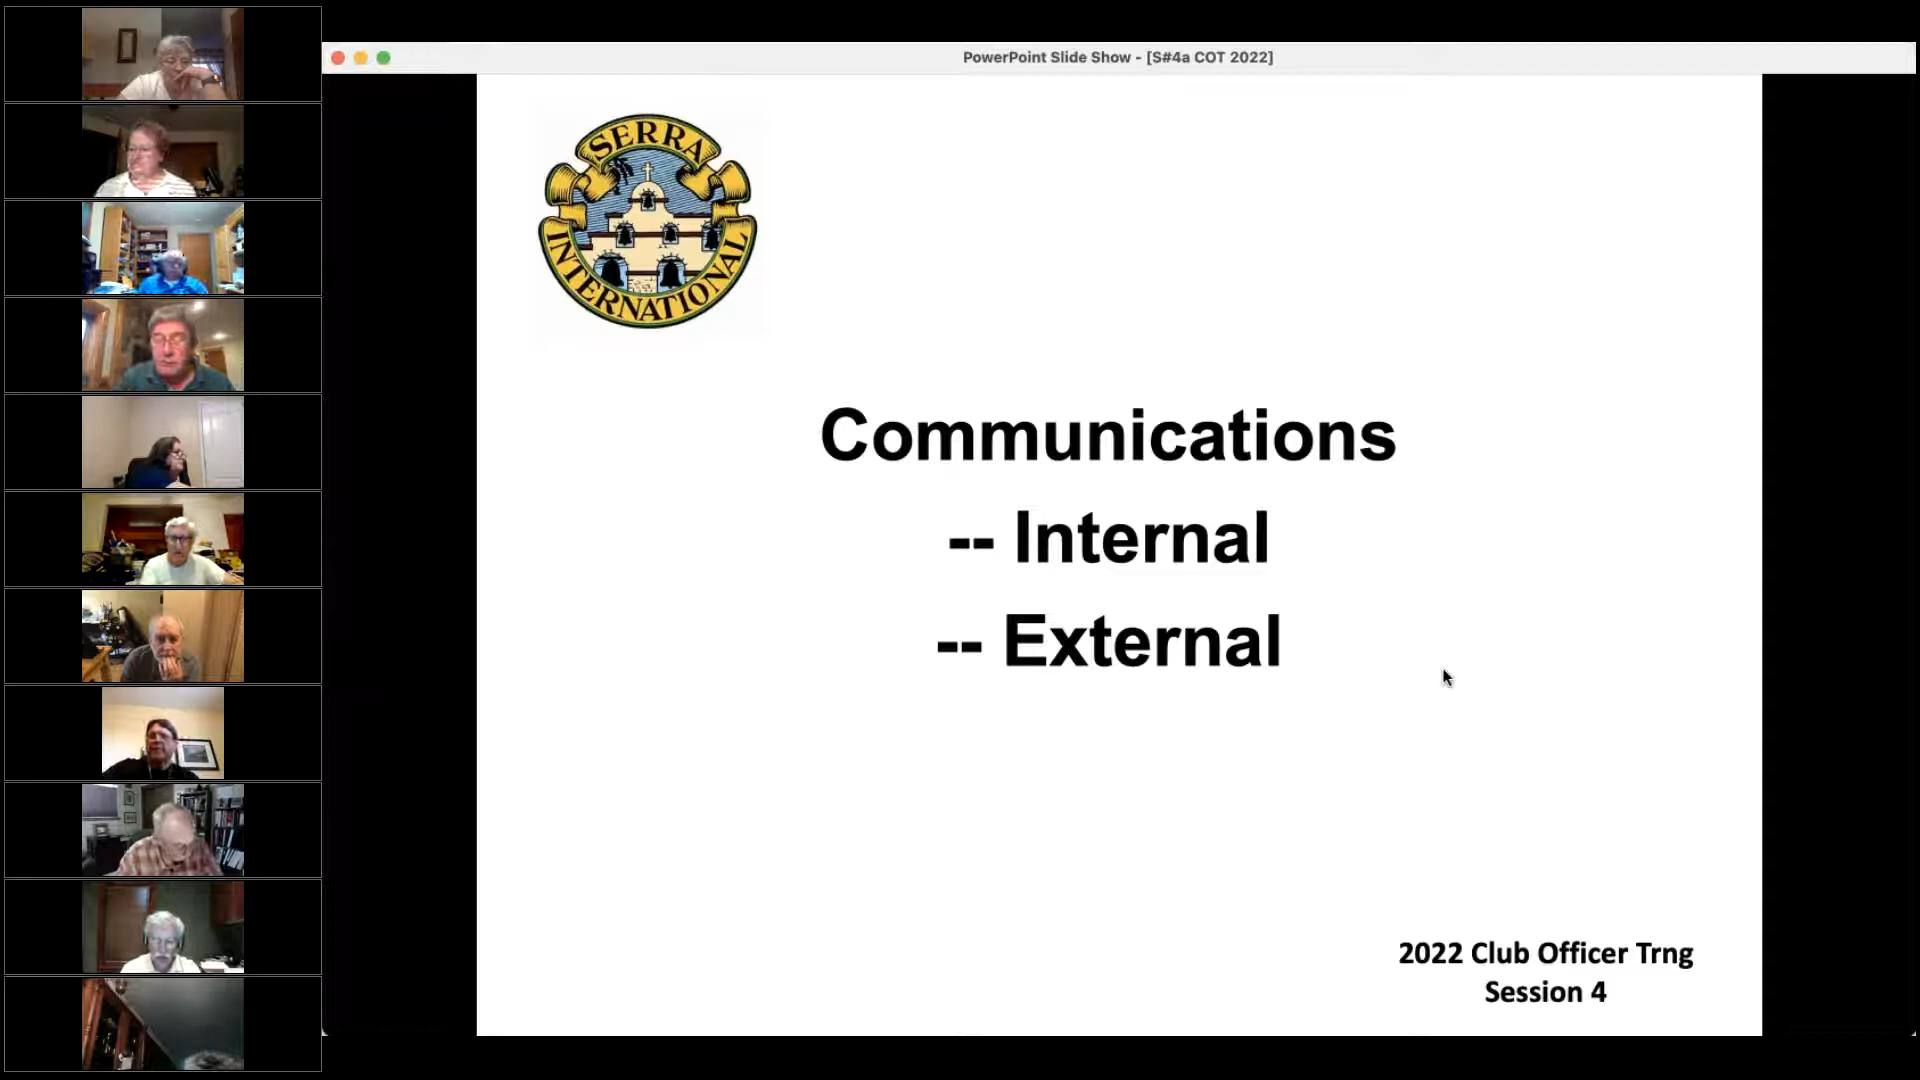 PowerPoint Slide Show - [S#4a COT 2022]
SERRA
INTERNATIONAL
Communications
-- Internal
-- External
2022 Club Officer Trng
Session 4